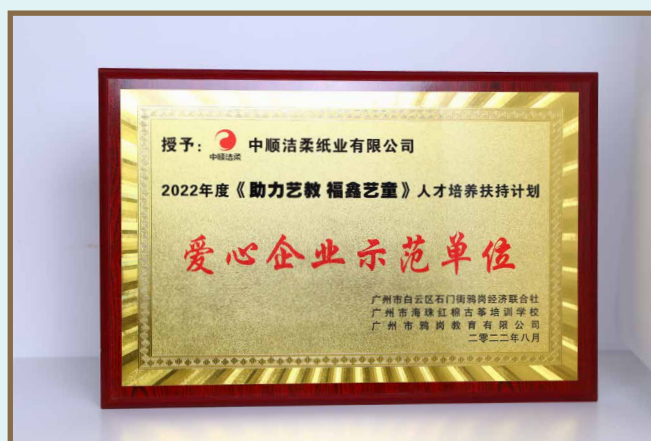 授予：中顺洁柔 中顺洁柔纸业有限公司
2022年度《助力艺教 福鑫艺童》人才培养扶持计划
爱心企业示范单位
广州市白云区石门街鸦岗经济联合社
广州市海珠红棉古筝培训学校
广州市鸦岗教育有限公司
二零二二年八月